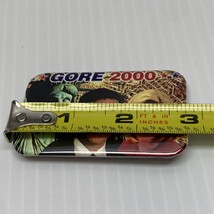 GORE 2000
1 2 3
FT & IN
INCHES